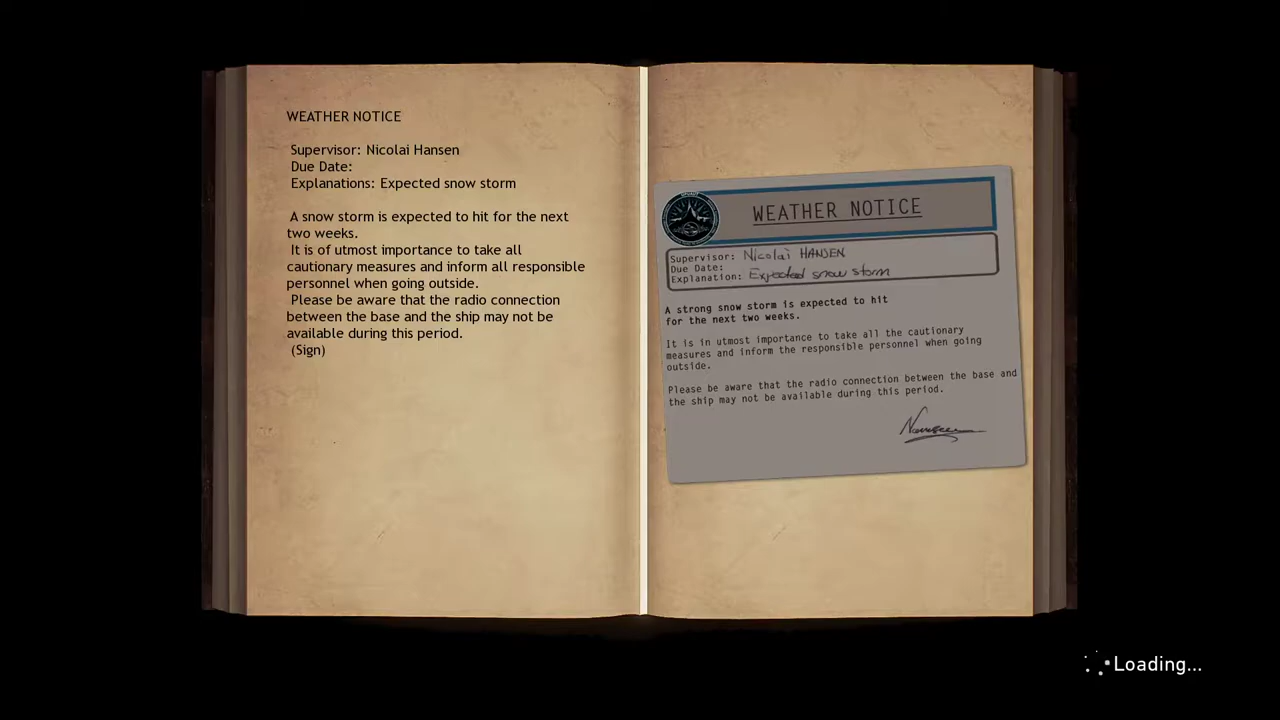 WEATHER NOTICE
Supervisor: Nicolai Hansen
Due Date:
Explanations: Expected snow storm
A snow storm is expected to hit for the next
two weeks.
It is of utmost importance to take all
cautionary measures and inform all responsible
personnel when going outside.
Please be aware that the radio connection
between the base and the ship may not be
available during this period.
(Sign)
WEATHER NOTICE
Supervisor: Nicolai HANSEN
Due Date:
Explanation: Expected snow storm
A strong snow storm is expected to hit
for the next two weeks.
It is in utmost importance to take all the cautionary
measures and inform the responsible personnel when going
outside.
Please be aware that the radio connection between the base and
the ship may not be available during this period.
Loading...